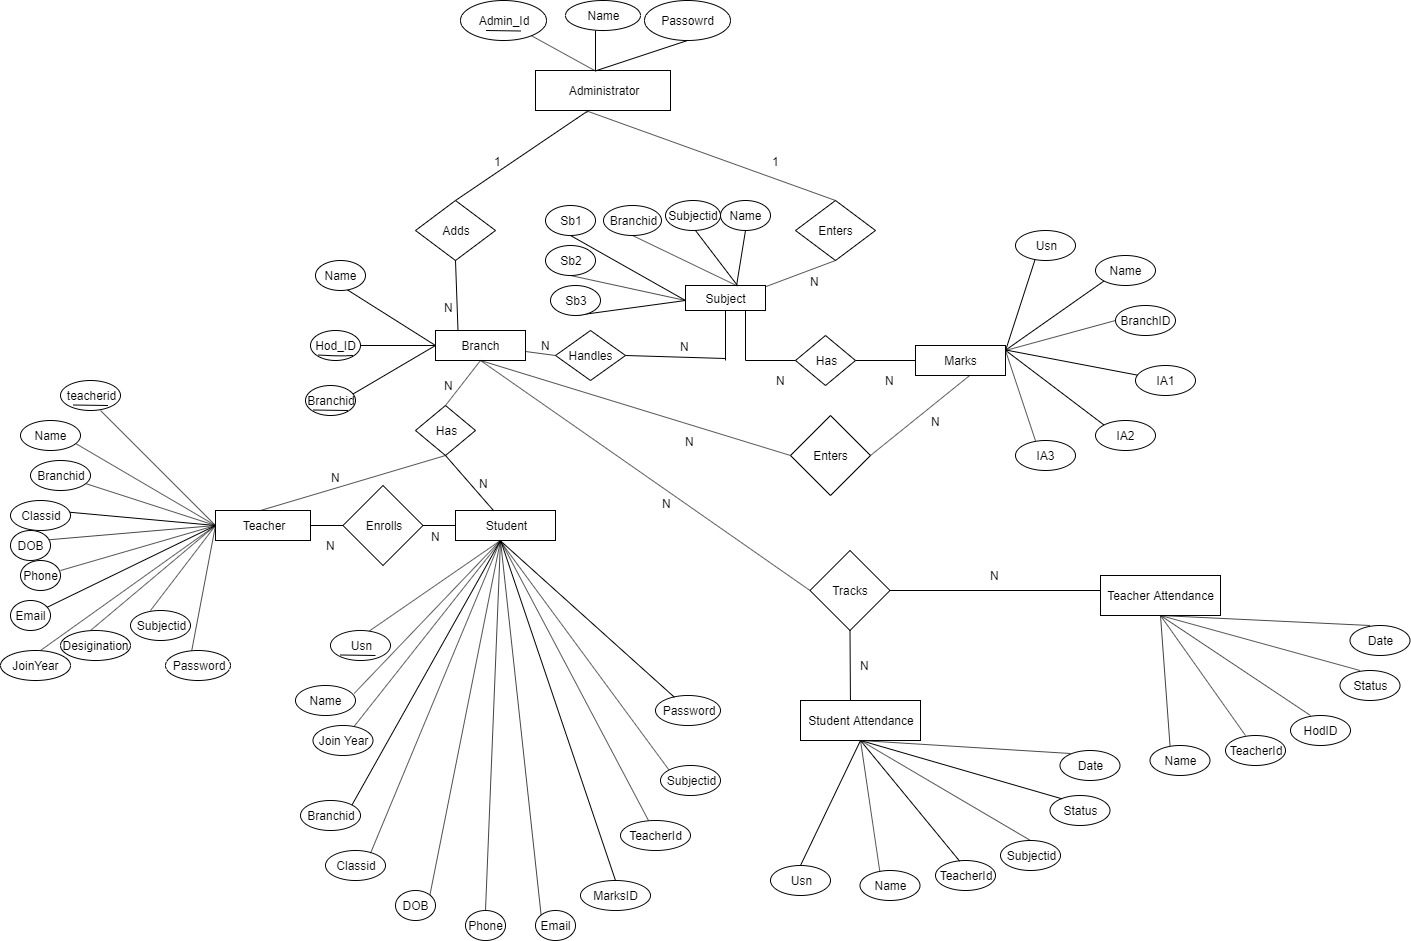 Admin_Id
Name
Passowrd
Administrator
1
1
Adds
Enters
Sb1
Branchid
Subjectid
Name
Sb2
Sb3
Subject
N
Usn
Name
BranchID
IA1
IA2
IA3
Name
Hod_ID
Branchid
N
Branch
N
Handles
N
Has
N
N
Marks
N
Has
N
Enters
N
N
N
N
teacherid
Name
Branchid
Classid
DOB
Phone
Email
JoinYear
Desigination
Subjectid
Password
Teacher
N
Enrolls
N
Student
Usn
Name
Join Year
Branchid
Classid
DOB
Phone
Email
MarksID
TeacherId
Subjectid
Password
Tracks
N
N
Teacher Attendance
Date
Status
HodID
TeacherId
Name
Student Attendance
Date
Status
Subjectid
TeacherId
Name
Usn